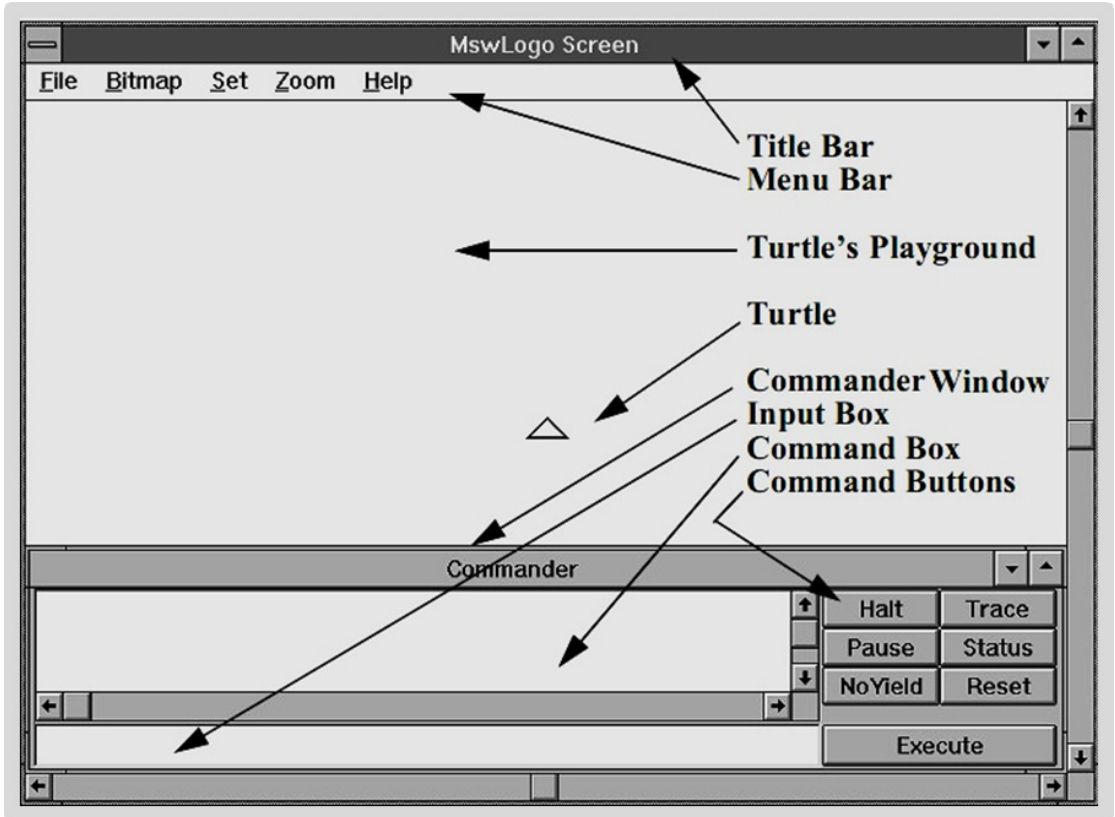 MswLogo Screen
File Bitmap Set Zoom Help
Title Bar
Menu Bar
Turtle’s Playground
Turtle
Commander Window
Input Box
Command Box
Command Buttons
Commander
Halt Trace
Pause Status
NoYield Reset
Execute